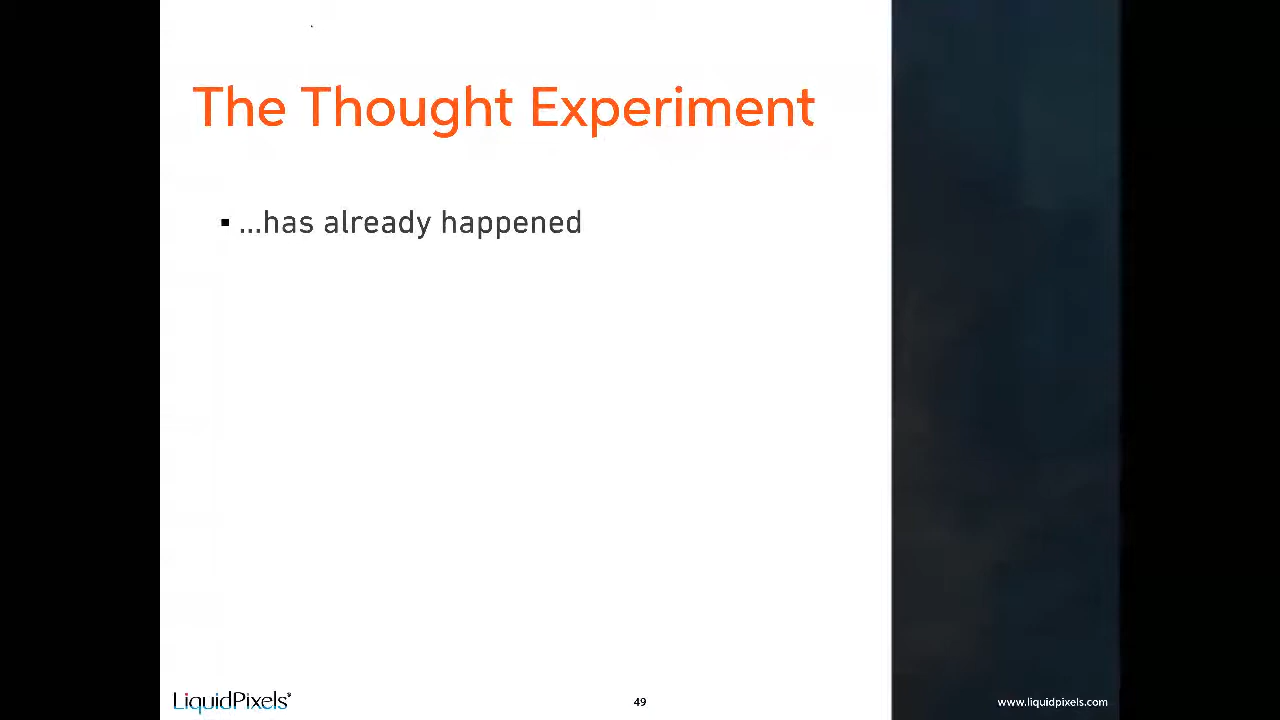 The Thought Experiment
▪ ...has already happened
LiquidPixels®
49
www.liquidpixels.com